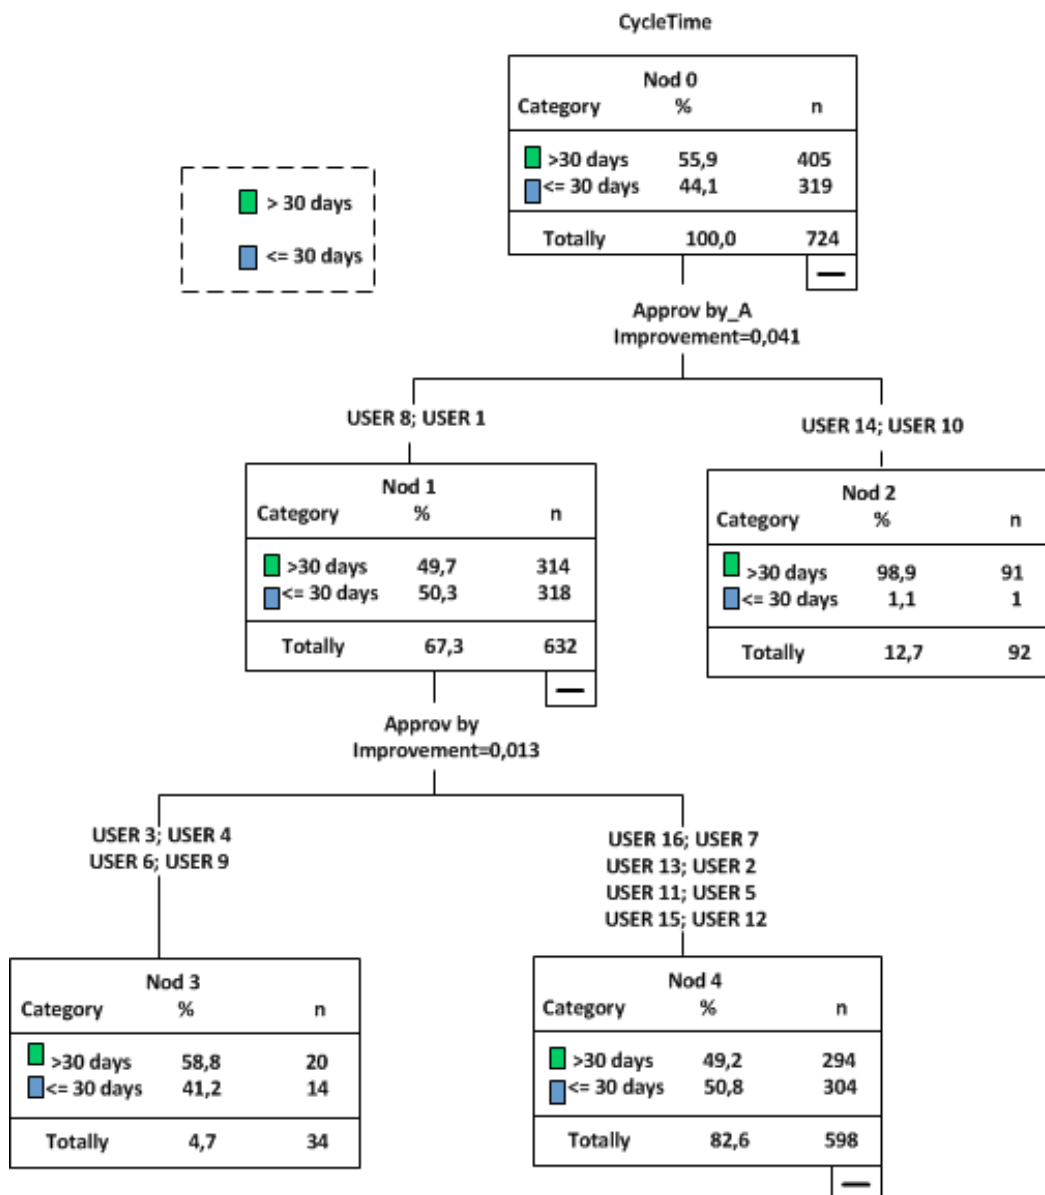 CycleTime
Nod 0
Category % n
>30 days 55,9 405
<= 30 days 44,1 319
Totally 100,0 724
> 30 days
<= 30 days
Approv by_A
Improvement=0,041
USER 8; USER 1
USER 14; USER 10
Nod 1
Category % n
>30 days 49,7 314
<= 30 days 50,3 318
Totally 67,3 632
Nod 2
Category % n
>30 days 98,9 91
<= 30 days 1,1 1
Totally 12,7 92
Approv by
Improvement=0,013
USER 3; USER 4
USER 6; USER 9
USER 16; USER 7
USER 13; USER 2
USER 11; USER 5
USER 15; USER 12
Nod 3
Category % n
>30 days 58,8 20
<= 30 days 41,2 14
Totally 4,7 34
Nod 4
Category % n
>30 days 49,2 294
<= 30 days 50,8 304
Totally 82,6 598